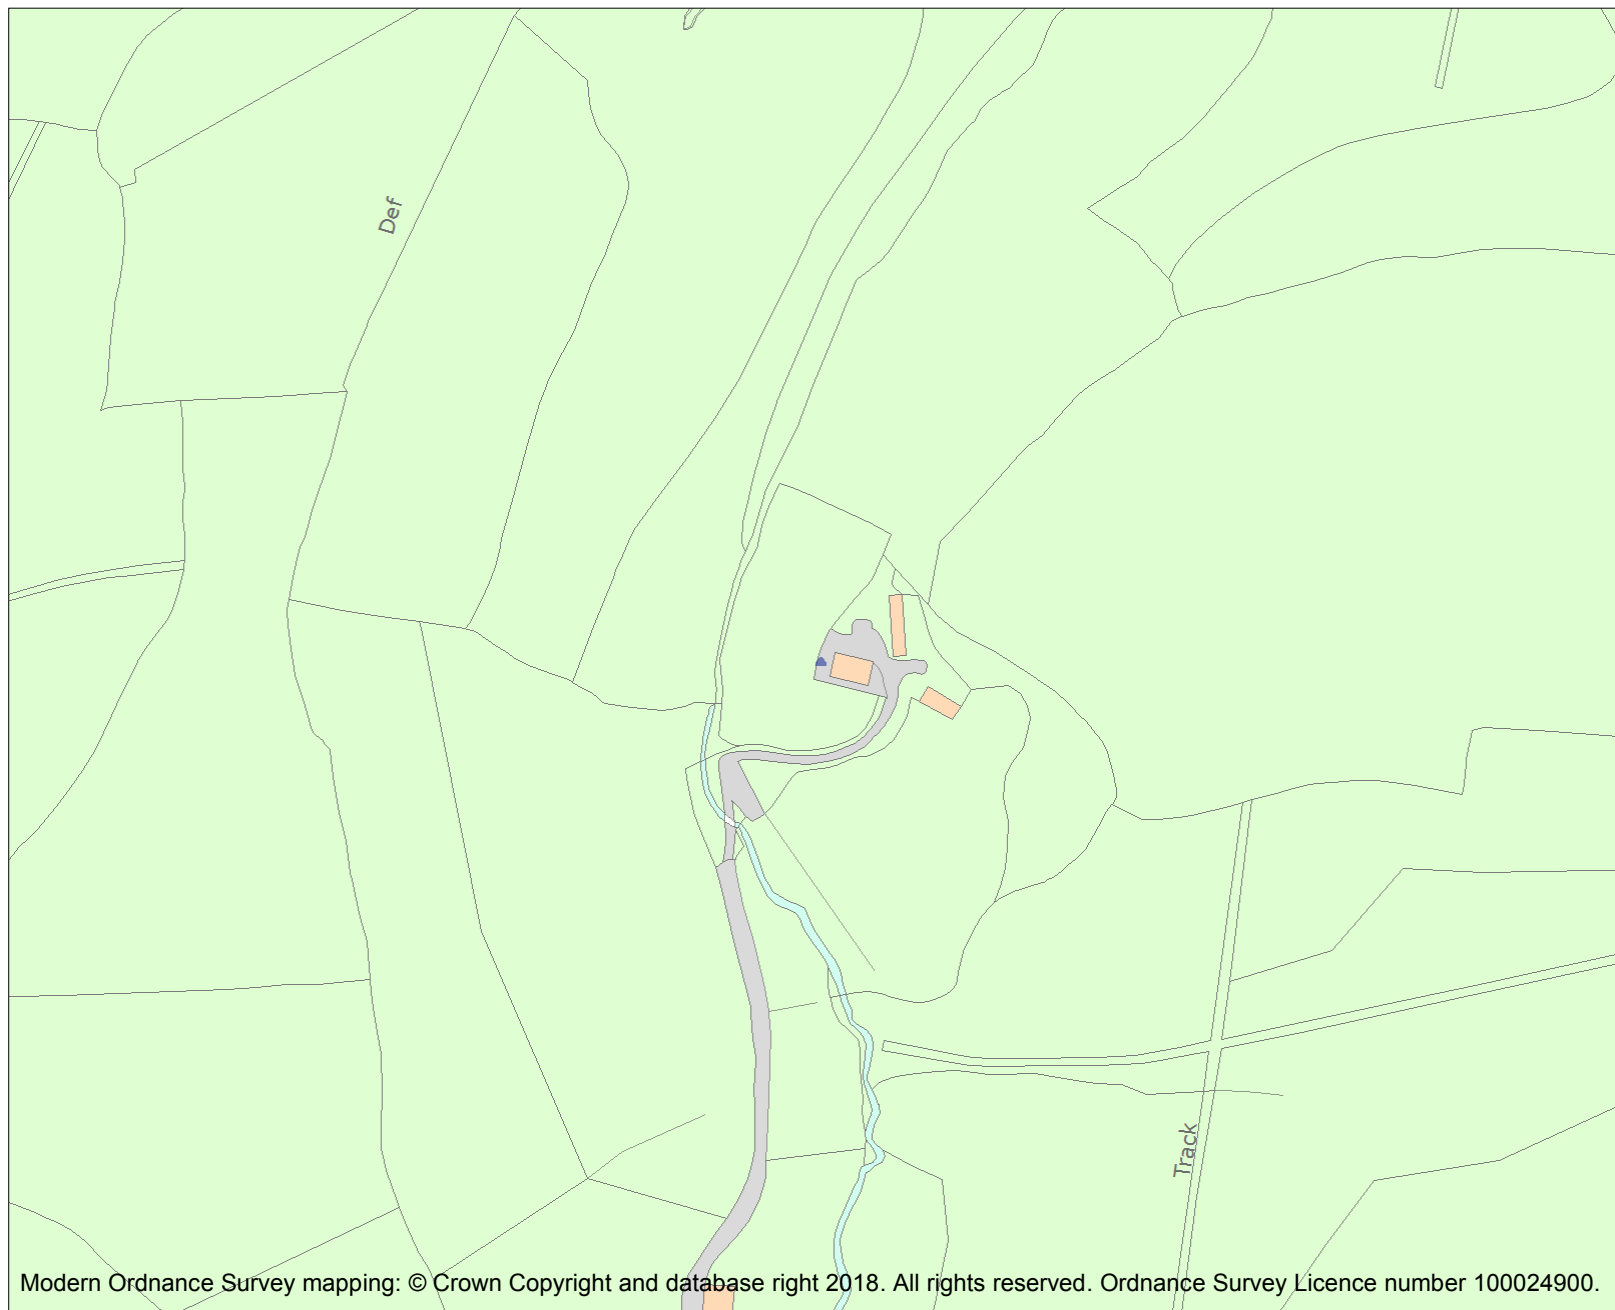 Def
Track
Modern Ordnance Survey mapping: © Crown Copyright and database right 2018. All rights reserved. Ordnance Survey Licence number 100024900.